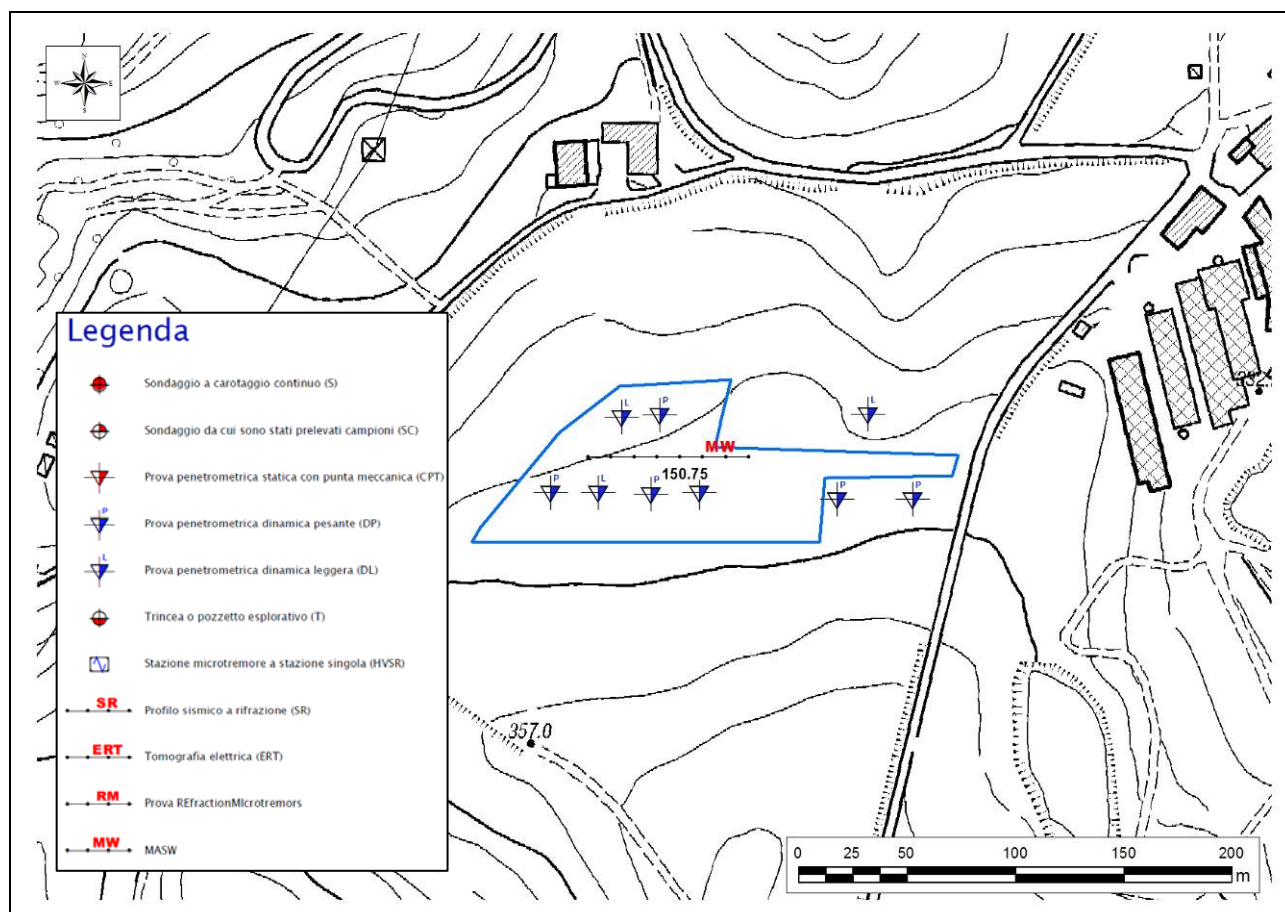 N
W E
S
L P L
MW
150.75
P L P P P
357.0
Legenda
Sondaggio a carotaggio continuo (S)
Sondaggio da cui sono stati prelevati campioni (SC)
Prova penetrometrica statica con punta meccanica (CPT)
P Prova penetrometrica dinamica pesante (DP)
L Prova penetrometrica dinamica leggera (DL)
Trincea o pozzetto esplorativo (T)
Stazione microtremore a stazione singola (HVSR)
SR Profilo sismico a rifrazione (SR)
ERT Tomografia elettrica (ERT)
RM Prova REfractionMIcrotremors
MW MASW
0 25 50 100 150 200
m